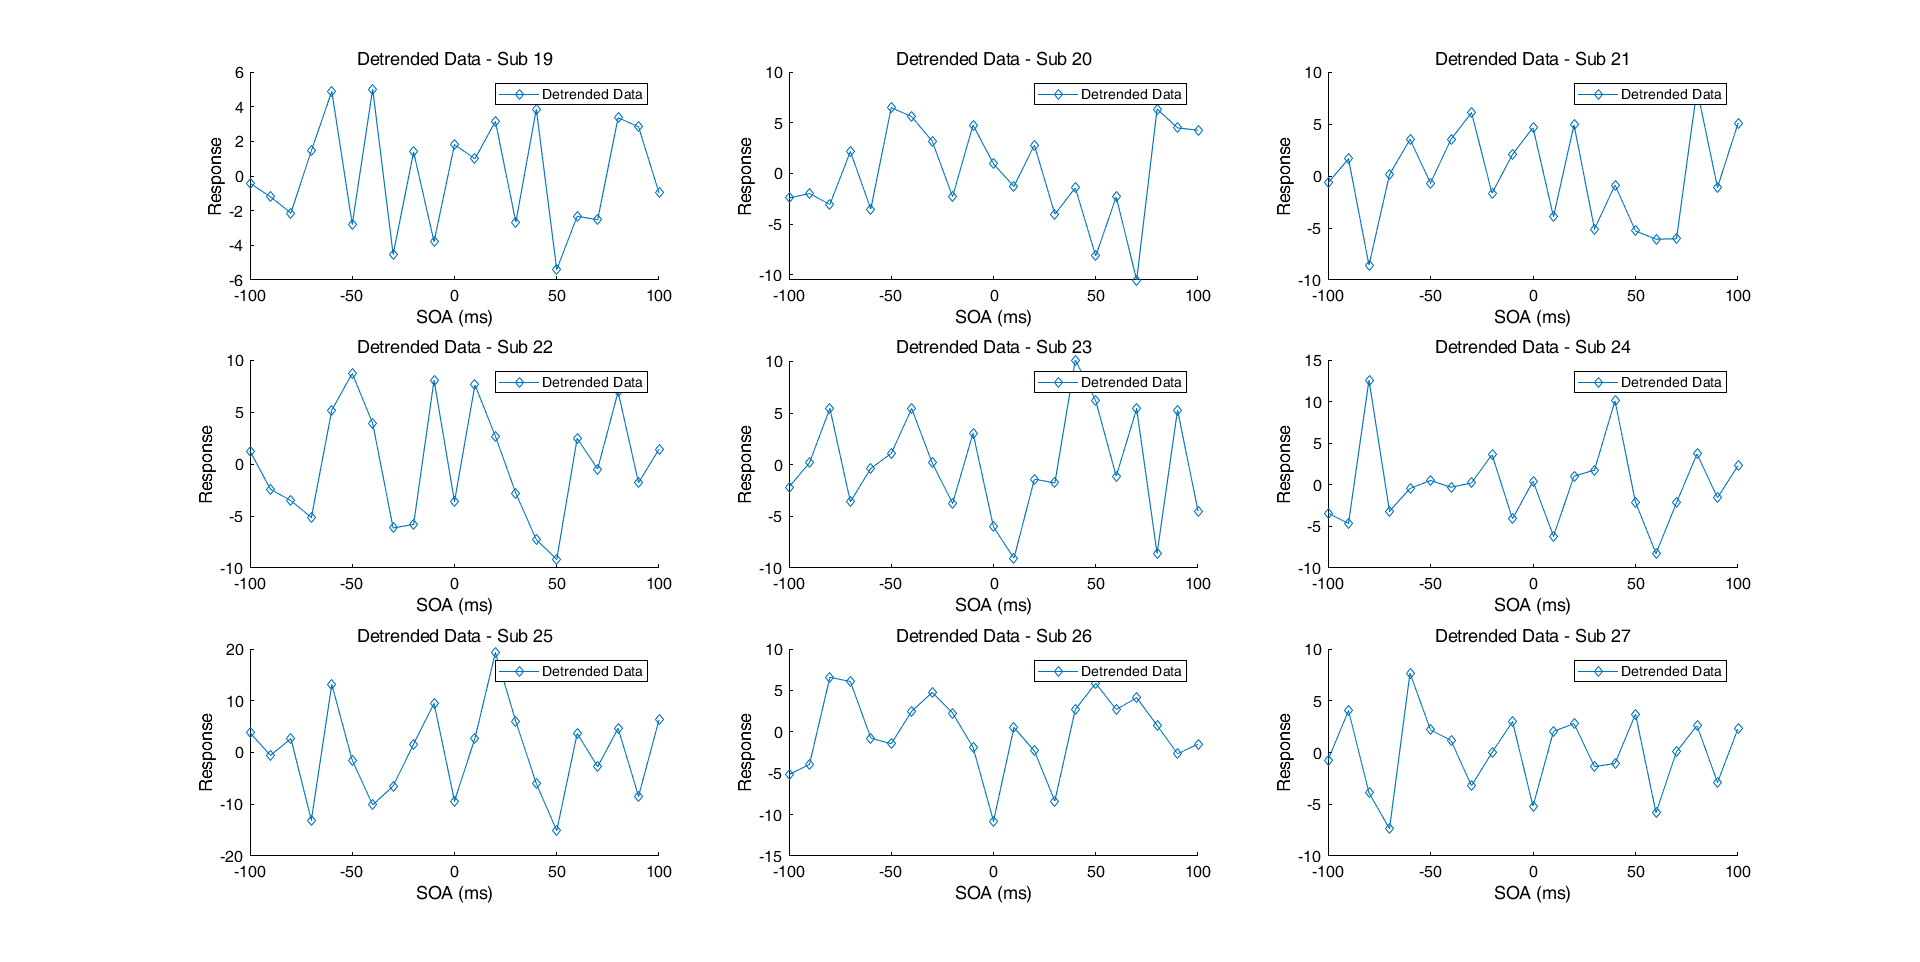 Detrended Data - Sub 19
Detrended Data
6
4
2
0
-2
-4
-6
Response
-100 -50 0 50 100
SOA (ms)
Detrended Data - Sub 20
Detrended Data
10
5
0
-5
-10
Response
-100 -50 0 50 100
SOA (ms)
Detrended Data - Sub 21
Detrended Data
10
5
0
-5
-10
Response
-100 -50 0 50 100
SOA (ms)
Detrended Data - Sub 22
Detrended Data
10
5
0
-5
-10
Response
-100 -50 0 50 100
SOA (ms)
Detrended Data - Sub 23
Detrended Data
10
5
0
-5
-10
Response
-100 -50 0 50 100
SOA (ms)
Detrended Data - Sub 24
Detrended Data
15
10
5
0
-5
-10
Response
-100 -50 0 50 100
SOA (ms)
Detrended Data - Sub 25
Detrended Data
20
10
0
-10
-20
Response
-100 -50 0 50 100
SOA (ms)
Detrended Data - Sub 26
Detrended Data
10
5
0
-5
-10
-15
Response
-100 -50 0 50 100
SOA (ms)
Detrended Data - Sub 27
Detrended Data
10
5
0
-5
-10
Response
-100 -50 0 50 100
SOA (ms)